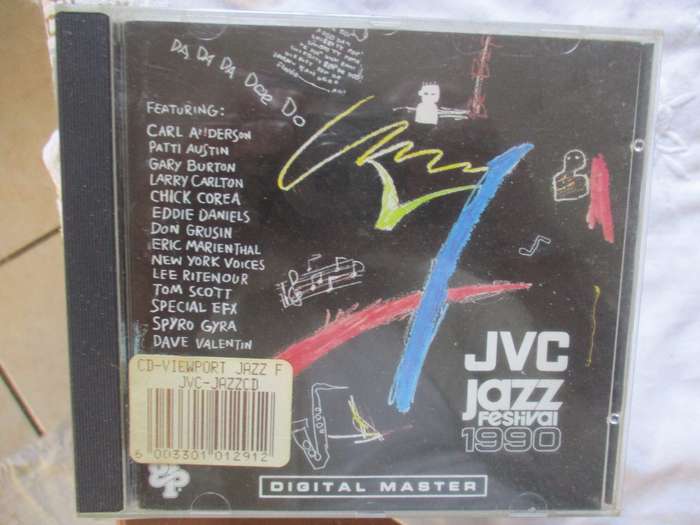 DA DA DA DOE DO
FEATURING:
CARL ANDERSON
PATTI AUSTIN
GARY BURTON
LARRY CARLTON
CHICK COREA
EDDIE DANIELS
DON GRUSIN
ERIC MARIENTHAL
NEW YORK VOICES
LEE RITENOUR
TOM SCOTT
SPECIAL EFX
SPYRO GYRA
DAVE VALENTIN
CD-VIEWPORT JAZZ F
JVC-JAZZCD
6 003301 012912
JVC
Jazz
Festival
1990
DIGITAL MASTER